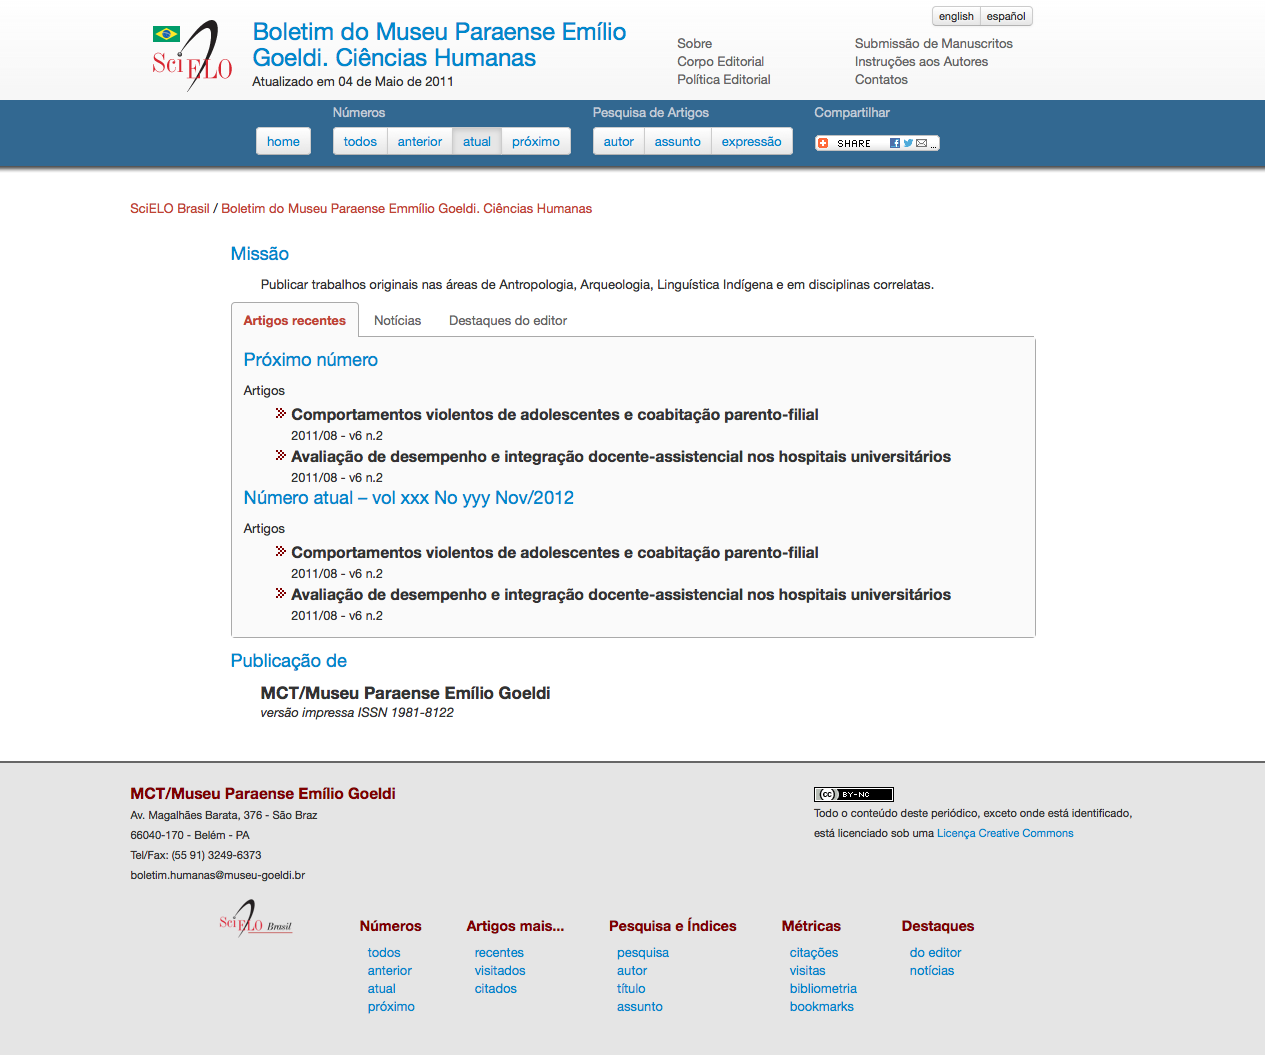 english español
SciELO
Boletim do Museu Paraense Emílio
Goeldi. Ciências Humanas
Atualizado em 04 de Maio de 2011
Sobre
Corpo Editorial
Política Editorial
Submissão de Manuscritos
Instruções aos Autores
Contatos
home
Números
todos anterior atual próximo
Pesquisa de Artigos
autor assunto expressão
Compartilhar
SHARE ...
SciELO Brasil / Boletim do Museu Paraense Emmílio Goeldi. Ciências Humanas
Missão
Publicar trabalhos originais nas áreas de Antropologia, Arqueologia, Linguística Indígena e em disciplinas correlatas.
Artigos recentes Notícias Destaques do editor
Próximo número
Artigos
Comportamentos violentos de adolescentes e coabitação parento-filial
2011/08 - v6 n.2
Avaliação de desempenho e integração docente-assistencial nos hospitais universitários
2011/08 - v6 n.2
Número atual – vol xxx No yyy Nov/2012
Artigos
Comportamentos violentos de adolescentes e coabitação parento-filial
2011/08 - v6 n.2
Avaliação de desempenho e integração docente-assistencial nos hospitais universitários
2011/08 - v6 n.2
Publicação de
MCT/Museu Paraense Emílio Goeldi
versão impressa ISSN 1981-8122
MCT/Museu Paraense Emílio Goeldi
Av. Magalhães Barata, 376 - São Braz
66040-170 - Belém - PA
Tel/Fax: (55 91) 3249-6373
boletim.humanas@museu-goeldi.br
cc BY-NC
Todo o conteúdo deste periódico, exceto onde está identificado,
está licenciado sob uma Licença Creative Commons
SciELO Brasil
Números
todos
anterior
atual
próximo
Artigos mais...
recentes
visitados
citados
Pesquisa e Índices
pesquisa
autor
título
assunto
Métricas
citações
visitas
bibliometria
bookmarks
Destaques
do editor
notícias